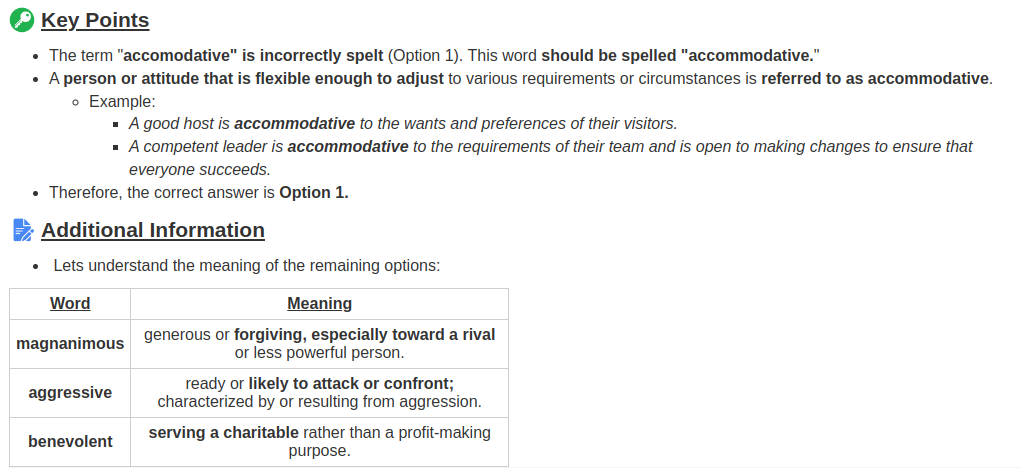 Key Points
The term "accomodative" is incorrectly spelt (Option 1). This word should be spelled "accommodative."
A person or attitude that is flexible enough to adjust to various requirements or circumstances is referred to as accommodative.
Example:
A good host is accommodative to the wants and preferences of their visitors.
A competent leader is accommodative to the requirements of their team and is open to making changes to ensure that
everyone succeeds.
Therefore, the correct answer is Option 1.
Additional Information
Lets understand the meaning of the remaining options:
Word Meaning
magnanimous generous or forgiving, especially toward a rival
or less powerful person.
aggressive ready or likely to attack or confront;
characterized by or resulting from aggression.
benevolent serving a charitable rather than a profit-making
purpose.